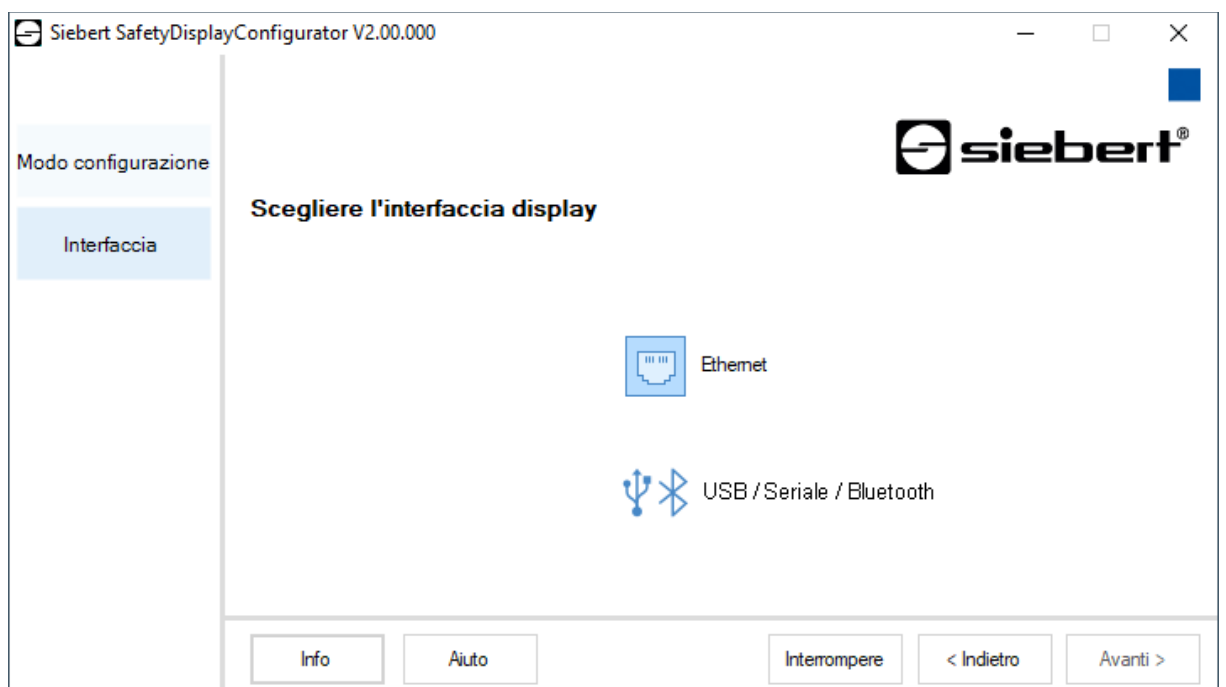 Siebert SafetyDisplayConfigurator V2.00.000
siebert®
Modo configurazione
Scegliere l'interfaccia display
Interfaccia
Ethernet
USB / Seriale / Bluetooth
Info
Aiuto
Interrompere
< Indietro
Avanti >